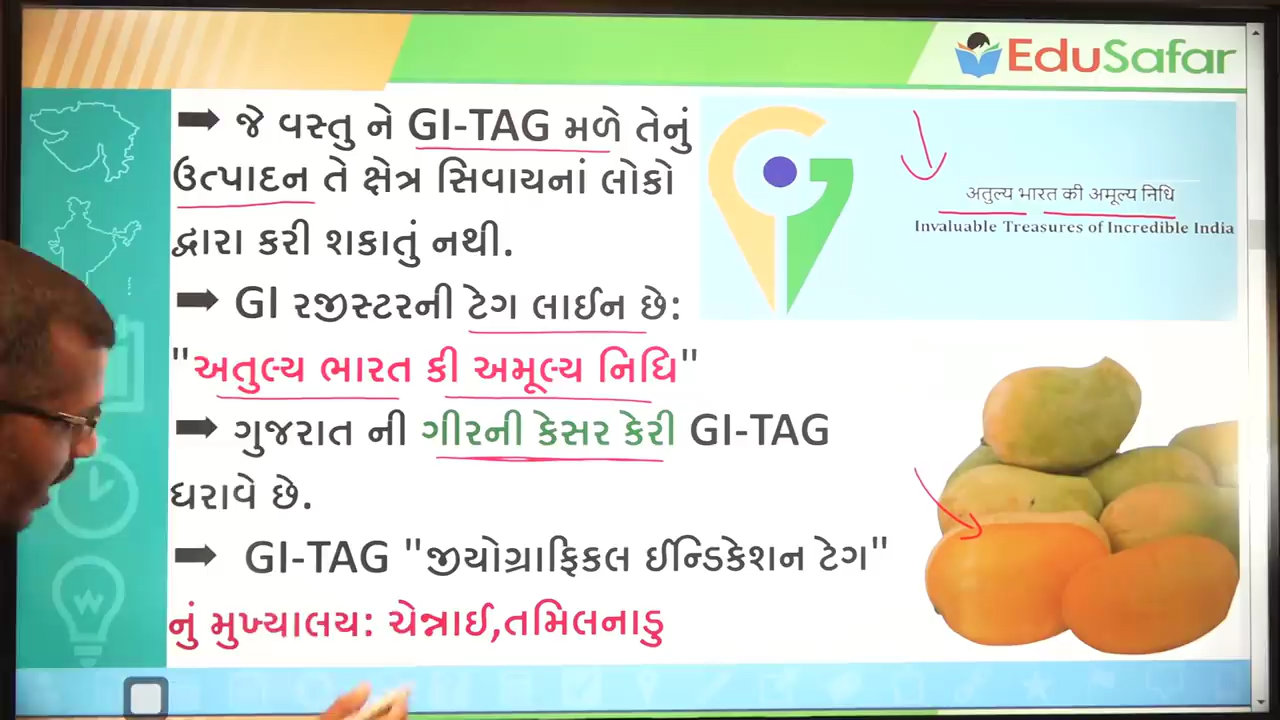 EduSafar
➡ જે વસ્તુ ને GI-TAG મળે તેનું
ઉત્પાદન તે ક્ષેત્ર સિવાયનાં લોકો
દ્વારા કરી શકાતું નથી.
➡ GI રજીસ્ટરની ટેગ લાઈન છે:
"અતુલ્ય ભારત કી અમૂલ્ય નિધિ"
➡ ગુજરાત ની ગીરની કેસર કેરી GI-TAG
ધરાવે છે.
➡ GI-TAG "જીયોગ્રાફિકલ ઈન્ડિકેશન ટેગ"
નું મુખ્યાલય: ચેન્નાઈ,તમિલનાડુ
अतुल्य भारत की अमूल्य निधि
Invaluable Treasures of Incredible India